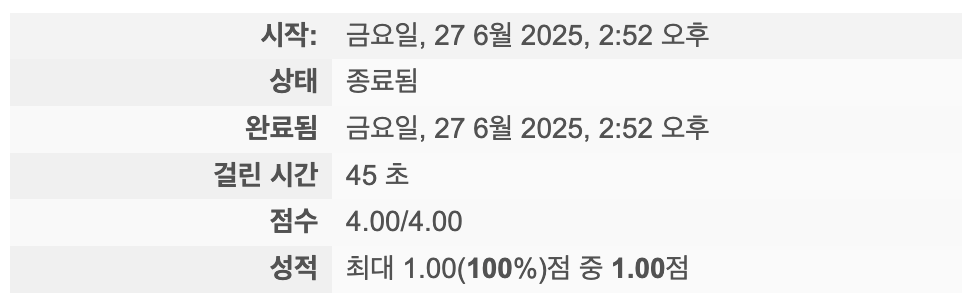 시작: 금요일, 27 6월 2025, 2:52 오후
상태 종료됨
완료됨 금요일, 27 6월 2025, 2:52 오후
걸린 시간 45 초
점수 4.00/4.00
성적 최대 1.00(100%)점 중 1.00점